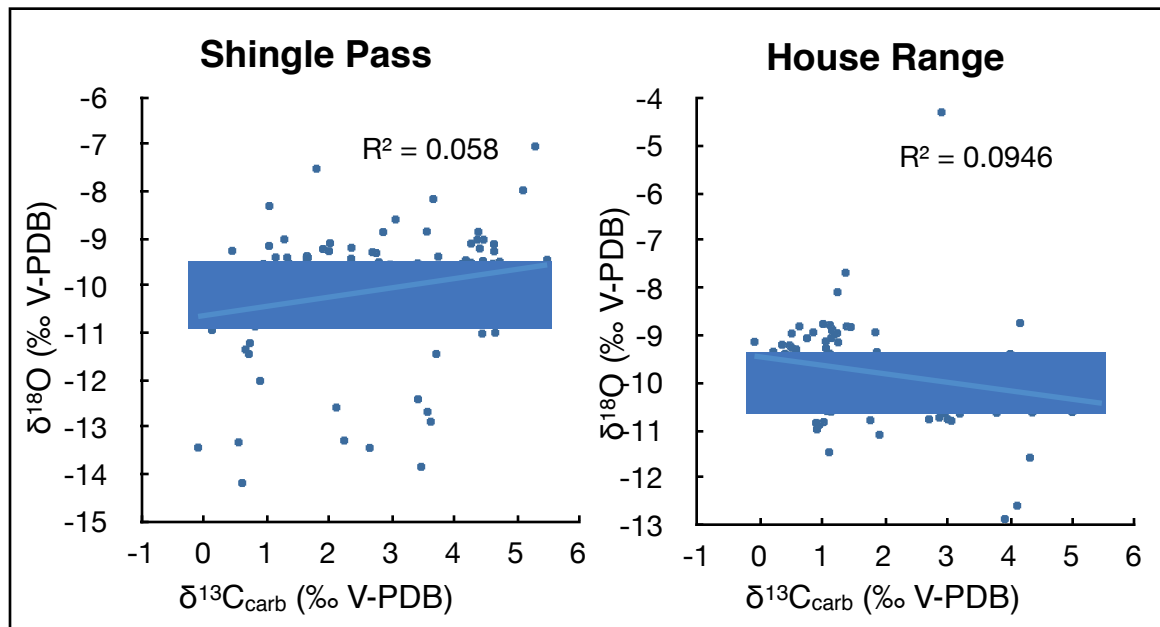 Shingle Pass
-6
-7
-8
-9
-10
-11
-12
-13
-14
-15
δ¹⁸O (‰ V-PDB)
R² = 0.058
-1 0 1 2 3 4 5 6
δ¹³Ccarb (‰ V-PDB)
House Range
-4
-5
-6
-7
-8
-9
-10
-11
-12
-13
δ¹⁸O (‰ V-PDB)
R² = 0.0946
-1 0 1 2 3 4 5 6
δ¹³Ccarb (‰ V-PDB)